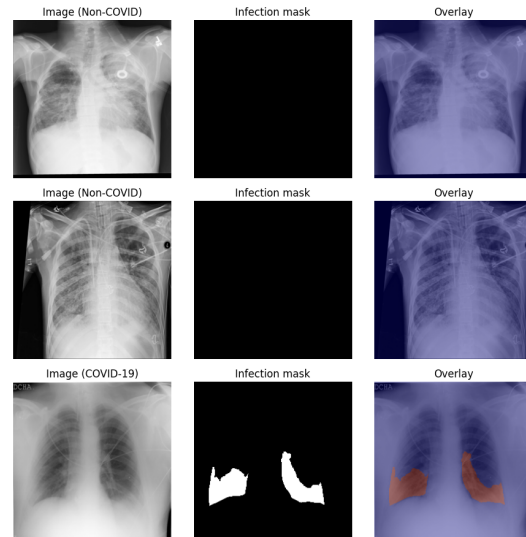 Image (Non-COVID)
Infection mask
Overlay
Image (Non-COVID)
Infection mask
Overlay
Image (COVID-19)
Infection mask
Overlay